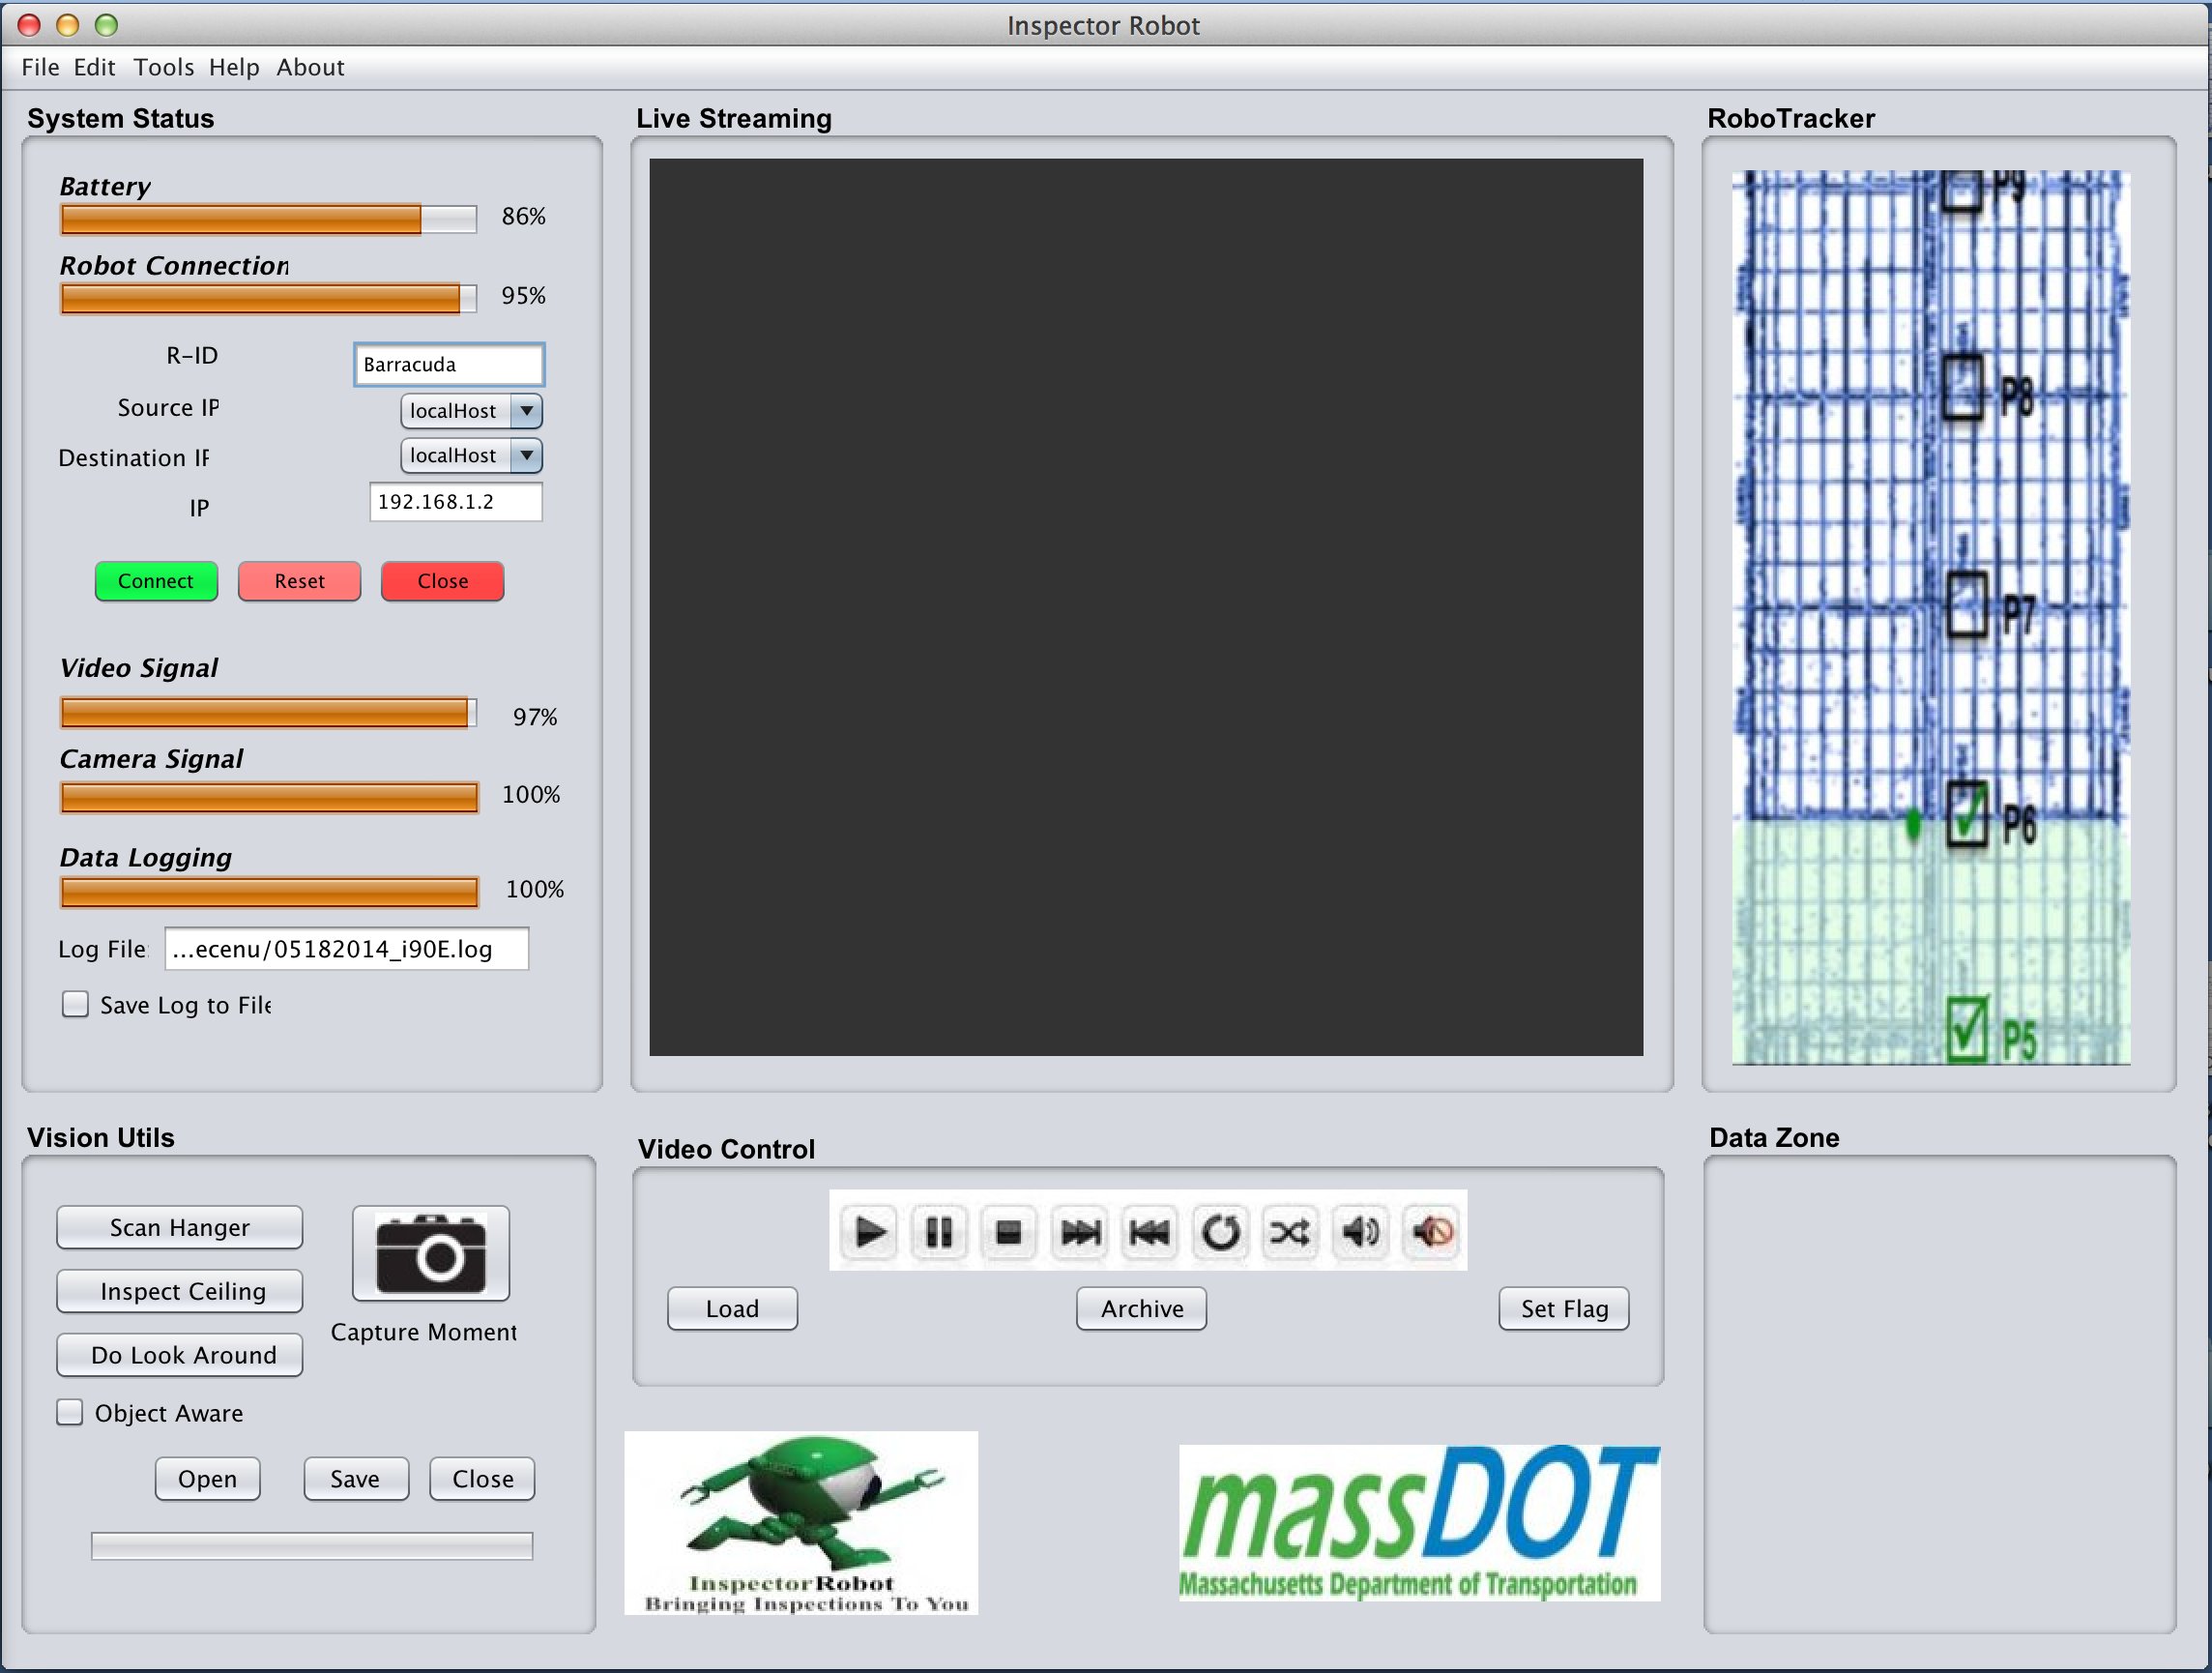 Inspector Robot
File Edit Tools Help About
System Status
Battery
86%
Robot Connection
95%
R-ID
Barracuda
Source IP
localHost
Destination IP
localHost
IP
192.168.1.2
Connect
Reset
Close
Video Signal
97%
Camera Signal
100%
Data Logging
100%
Log File:
...ecenu/05182014_i90E.log
Save Log to File
Live Streaming
RoboTracker
P9
P8
P7
P6
P5
Vision Utils
Scan Hanger
Inspect Ceiling
Do Look Around
Capture Moment
Object Aware
Open
Save
Close
Video Control
Load
Archive
Set Flag
InspectorRobot
Bringing Inspections To You
massDOT
Massachusetts Department of Transportation
Data Zone